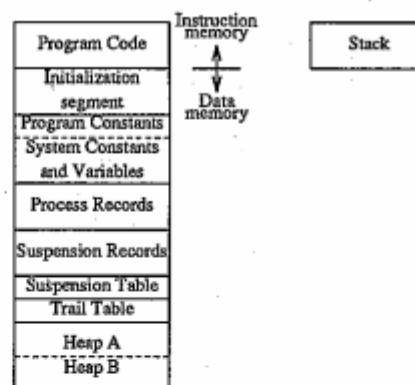 Program Code
Initialization
segment
Program Constants
System Constants
and Variables
Process Records
Suspension Records
Suspension Table
Trail Table
Heap A
Heap B
Instruction
memory
Data
memory
Stack